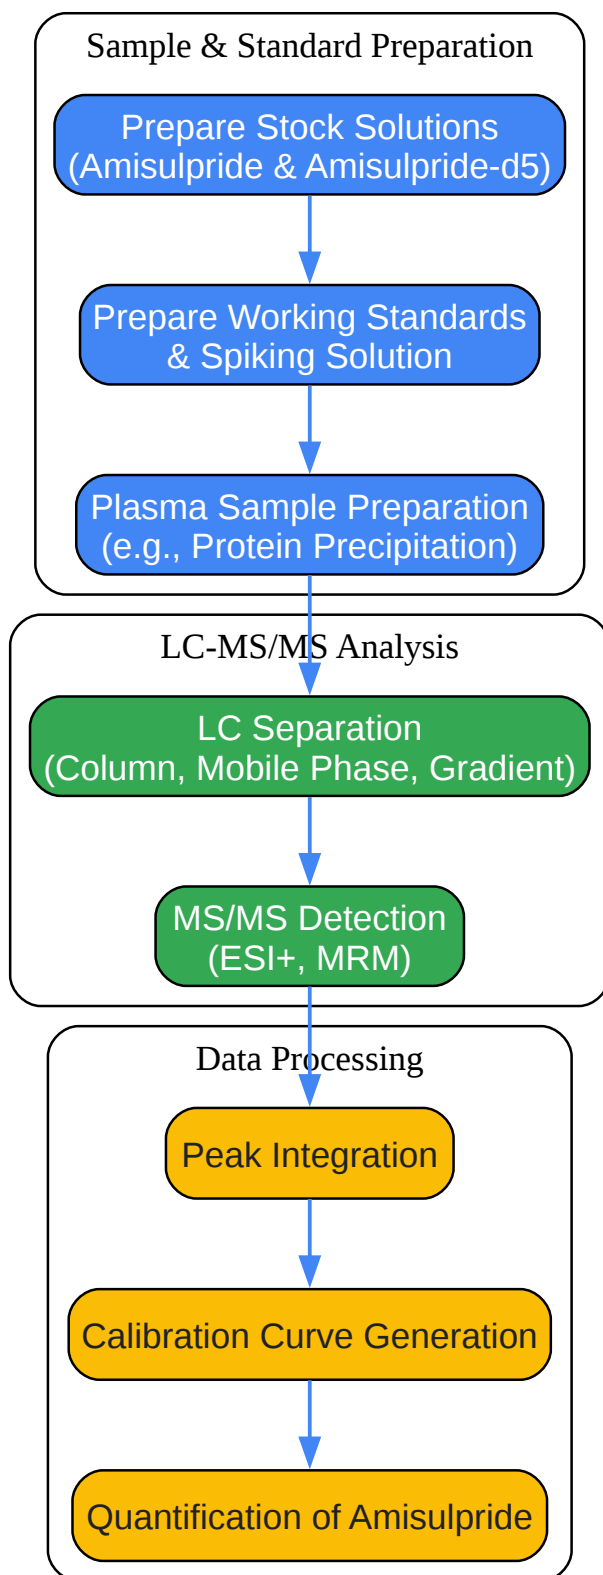 Sample & Standard Preparation
Prepare Stock Solutions
(Amisulpride & Amisulpride-d5)
Prepare Working Standards
& Spiking Solution
Plasma Sample Preparation
(e.g., Protein Precipitation)
LC-MS/MS Analysis
LC Separation
(Column, Mobile Phase, Gradient)
MS/MS Detection
(ESI+, MRM)
Data Processing
Peak Integration
Calibration Curve Generation
Quantification of Amisulpride